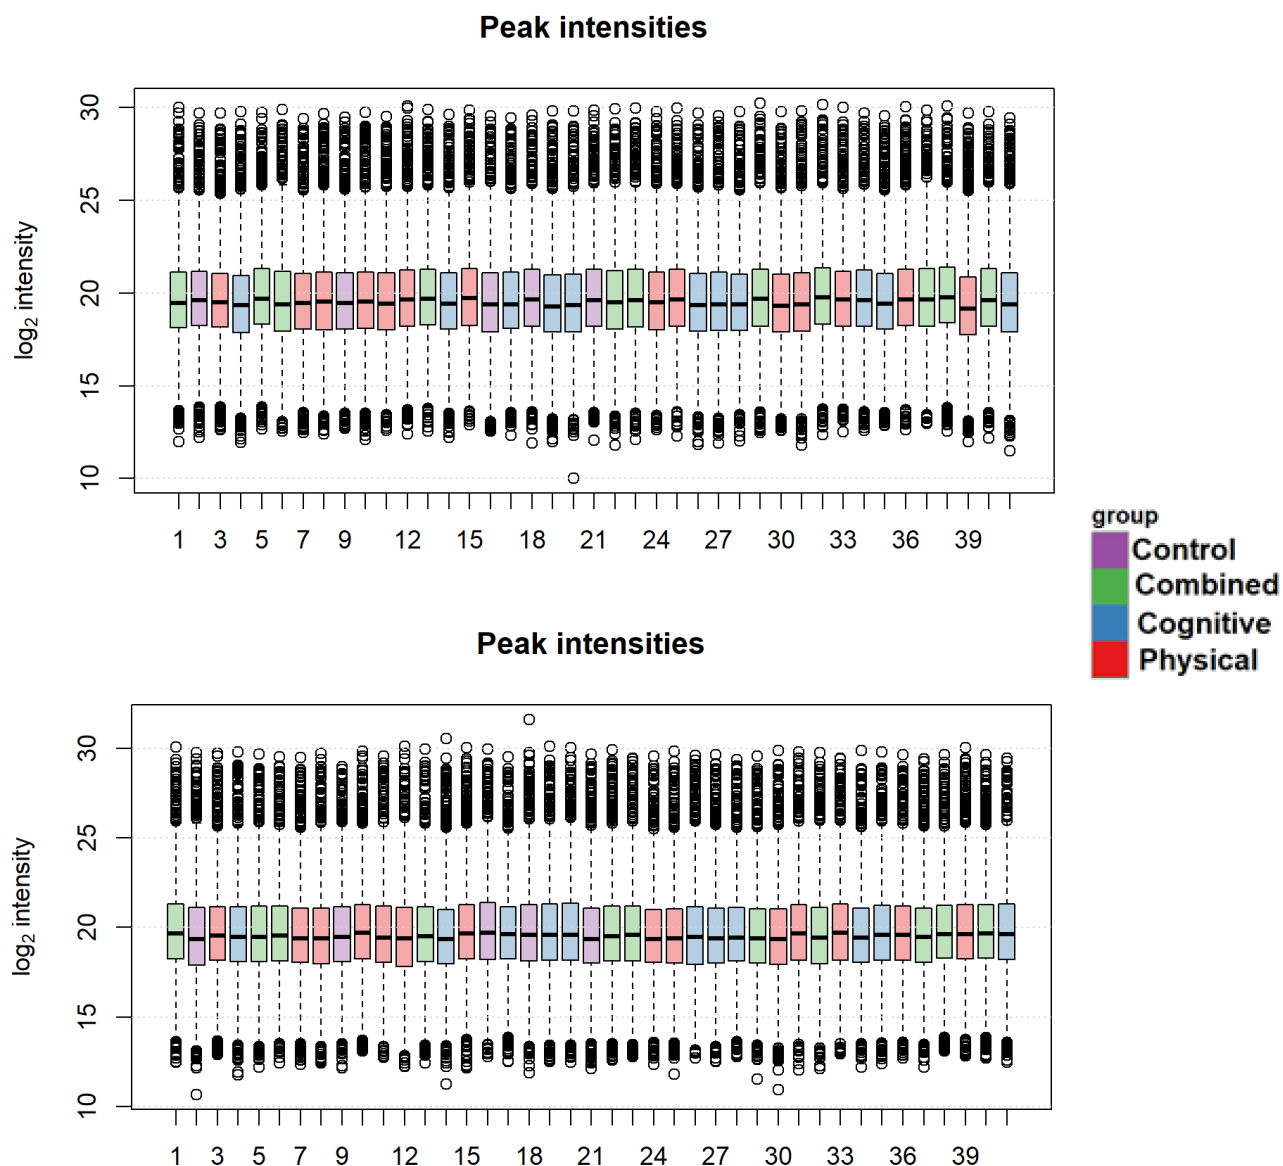 Peak intensities
log2 intensity
30
25
20
15
10
1 3 5 7 9 12 15 18 21 24 27 30 33 36 39
group
Control
Combined
Cognitive
Physical
Peak intensities
log2 intensity
30
25
20
15
10
1 3 5 7 9 12 15 18 21 24 27 30 33 36 39